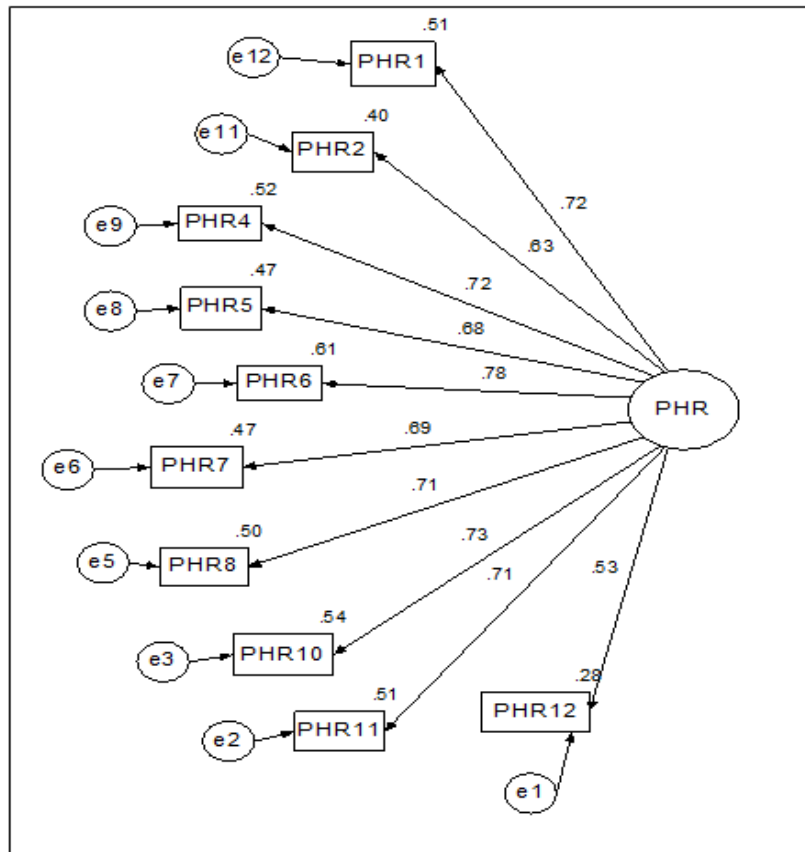 .51
e12 PHR1
.40
e11 PHR2
.52
e9 PHR4 .72
.63
.47 .72
e8 PHR5 .68
.61
e7 PHR6 .78
PHR
.47 .69
e6 PHR7
.71
.50 .73 .53
e5 PHR8 .71
.54
e3 PHR10
.51 .28
e2 PHR11 PHR12
e1